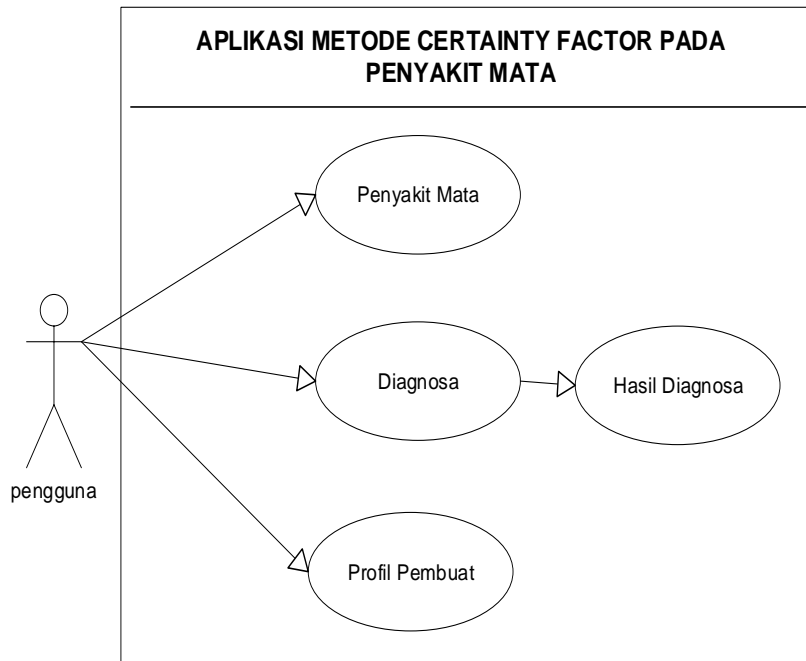 APLIKASI METODE CERTAINTY FACTOR PADA
PENYAKIT MATA
Penyakit Mata
Diagnosa
Hasil Diagnosa
pengguna
Profil Pembuat